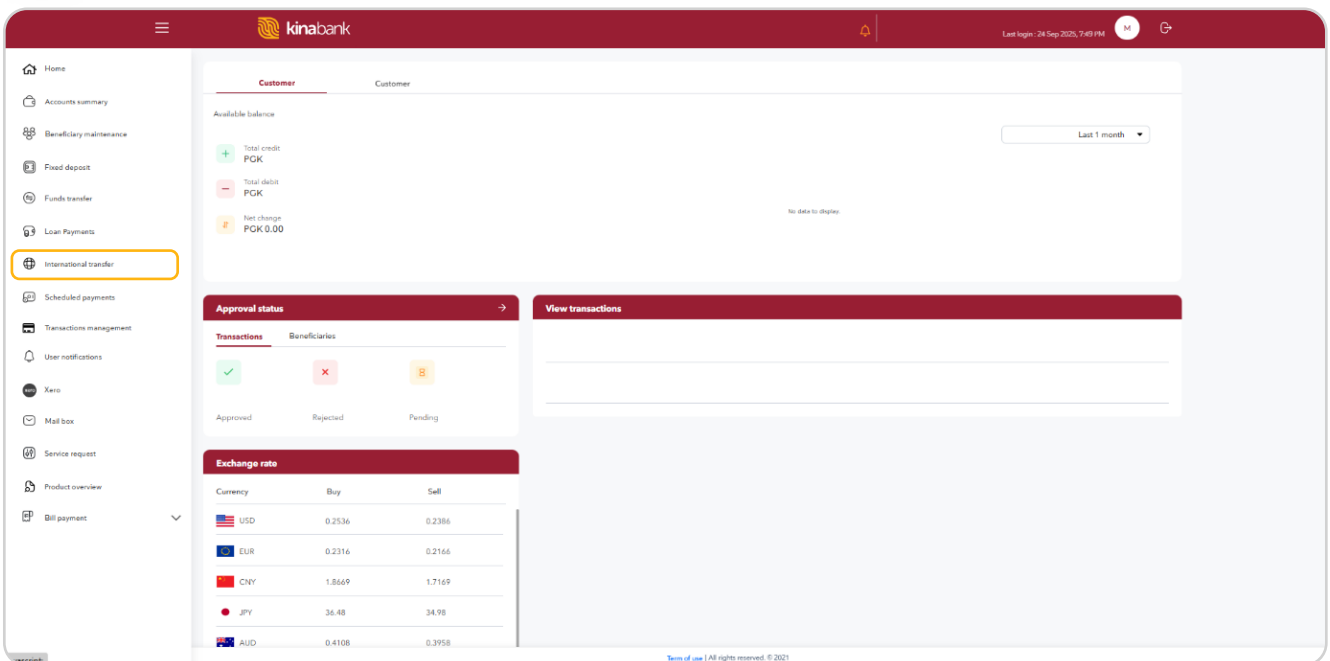 kinabank
Last login : 24 Sep 2025, 7:49 PM
M
Home
Accounts summary
Beneficiary maintenance
Fixed deposit
Funds transfer
Loan Payments
International transfer
Scheduled payments
Transactions management
User notifications
Xero
Mail box
Service request
Product overview
Bill payment
Customer Customer
Available balance
Last 1 month
Total credit
PGK
Total debit
PGK
Net change
PGK 0.00
No data to display
Approval status
Transactions Beneficiaries
Approved Rejected Pending
View transactions
Exchange rate
Currency Buy Sell
USD 0.2536 0.2386
EUR 0.2316 0.2166
CNY 1.8669 1.7169
JPY 36.48 34.98
AUD 0.4108 0.3958
Term of use | All rights reserved. © 2021